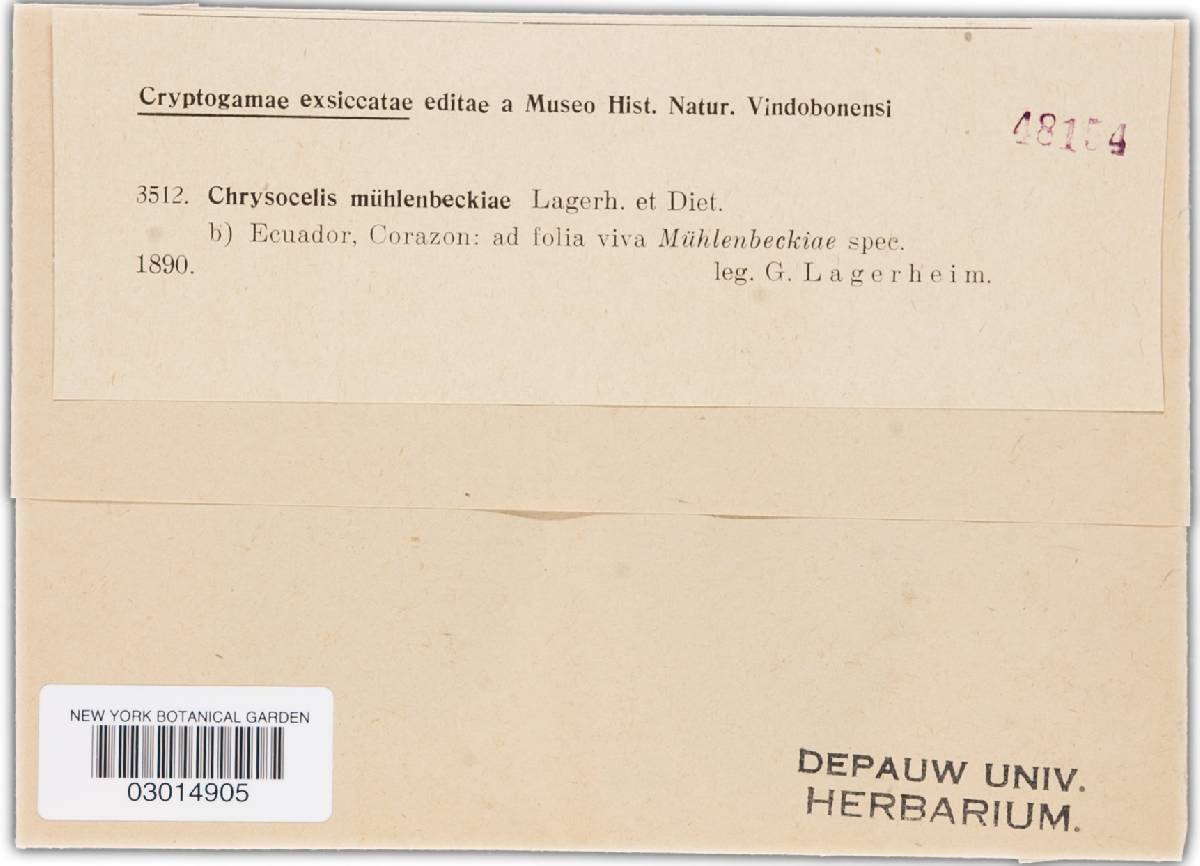 Cryptogamae exsiccatae editae a Museo Hist. Natur. Vindobonensi
3512. Chrysocelis mühlenbeckiae Lagerh. et Diet.
b) Ecuador, Corazon: ad folia viva Mühlenbeckiae spec.
1890. leg. G. Lagerheim.
NEW YORK BOTANICAL GARDEN
03014905
DEPAUW UNIV.
HERBARIUM.